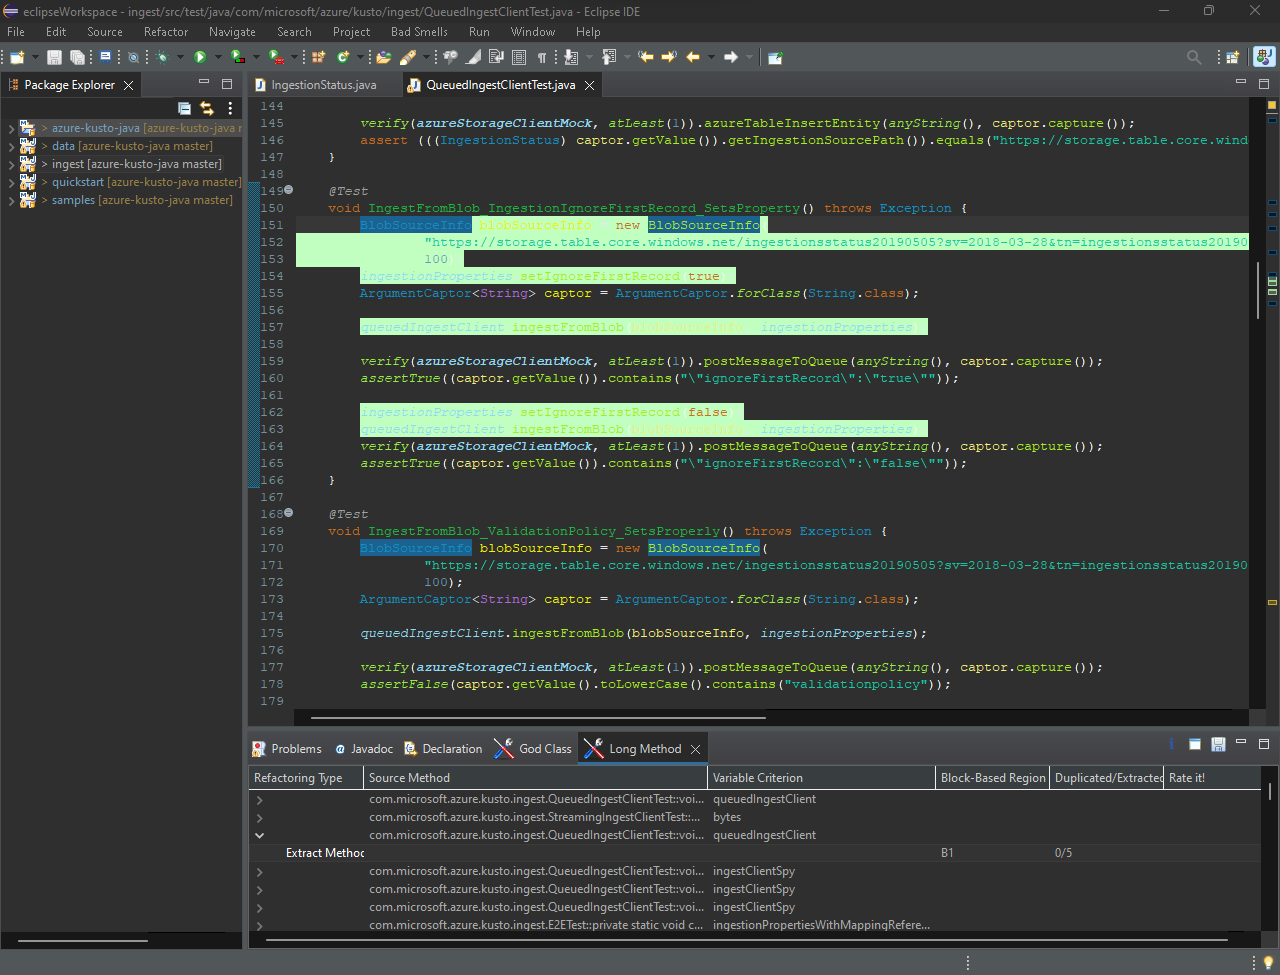 eclipseWorkspace - ingest/src/test/java/com/microsoft/azure/kusto/ingest/QueuedIngestClientTest.java - Eclipse IDE
File Edit Source Refactor Navigate Search Project Bad Smells Run Window Help
Package Explorer
IngestionStatus.java
QueuedIngestClientTest.java
> azure-kusto-java [azure-kusto-java r
> data [azure-kusto-java master]
> ingest [azure-kusto-java master]
> quickstart [azure-kusto-java master]
> samples [azure-kusto-java master]
144
145 verify(azureStorageClientMock, atLeast(1)).azureTableInsertEntity(anyString(), captor.capture());
146 assert (((IngestionStatus) captor.getValue()).getIngestionSourcePath()).equals("https://storage.table.core.wind
147 }
148
149 @Test
150 void IngestFromBlob_IngestionIgnoreFirstRecord_SetsProperty() throws Exception {
151 BlobSourceInfo blobSourceInfo new BlobSourceInfo
152 "https://storage.table.core.windows.net/ingestionsstatus20190505?sv=2018-03-28&tn=ingestionsstatus20190
153 100
154 ingestionProperties setIgnoreFirstRecord true
155 ArgumentCaptor<String> captor = ArgumentCaptor.forClass(String.class);
156
157 queuedIngestClient ingestFromBlob blobSourceInfo ingestionProperties
158
159 verify(azureStorageClientMock, atLeast(1)).postMessageToQueue(anyString(), captor.capture());
160 assertTrue((captor.getValue()).contains("\"ignoreFirstRecord\":\"true\""));
161
162 ingestionProperties setIgnoreFirstRecord false
163 queuedIngestClient ingestFromBlob blobSourceInfo ingestionProperties
164 verify(azureStorageClientMock, atLeast(1)).postMessageToQueue(anyString(), captor.capture());
165 assertTrue((captor.getValue()).contains("\"ignoreFirstRecord\":\"false\""));
166 }
167
168 @Test
169 void IngestFromBlob_ValidationPolicy_SetsProperly() throws Exception {
170 BlobSourceInfo blobSourceInfo = new BlobSourceInfo(
171 "https://storage.table.core.windows.net/ingestionsstatus20190505?sv=2018-03-28&tn=ingestionsstatus20190
172 100);
173 ArgumentCaptor<String> captor = ArgumentCaptor.forClass(String.class);
174
175 queuedIngestClient.ingestFromBlob(blobSourceInfo, ingestionProperties);
176
177 verify(azureStorageClientMock, atLeast(1)).postMessageToQueue(anyString(), captor.capture());
178 assertFalse(captor.getValue().toLowerCase().contains("validationpolicy"));
179
Problems @ Javadoc Declaration God Class Long Method
Refactoring Type Source Method Variable Criterion Block-Based Region Duplicated/Extracted Rate it!
com.microsoft.azure.kusto.ingest.QueuedIngestClientTest::voi... queuedIngestClient
com.microsoft.azure.kusto.ingest.StreamingIngestClientTest::... bytes
com.microsoft.azure.kusto.ingest.QueuedIngestClientTest::voi... queuedIngestClient
Extract Method B1 0/5
com.microsoft.azure.kusto.ingest.QueuedIngestClientTest::voi... ingestClientSpy
com.microsoft.azure.kusto.ingest.QueuedIngestClientTest::voi... ingestClientSpy
com.microsoft.azure.kusto.ingest.QueuedIngestClientTest::voi... ingestClientSpy
com.microsoft.azure.kusto.ingest.E2ETest::private static void c... ingestionPropertiesWithMappingRefere...